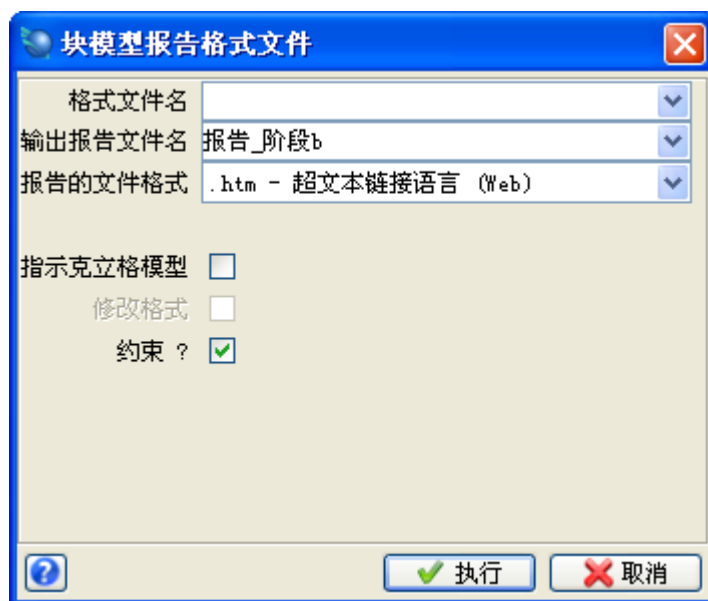 块模型报告格式文件
格式文件名
输出报告文件名 报告_阶段b
报告的文件格式 .htm - 超文本链接语言 (Web)
指示克立格模型
修改格式
约束 ?
? 执行 取消